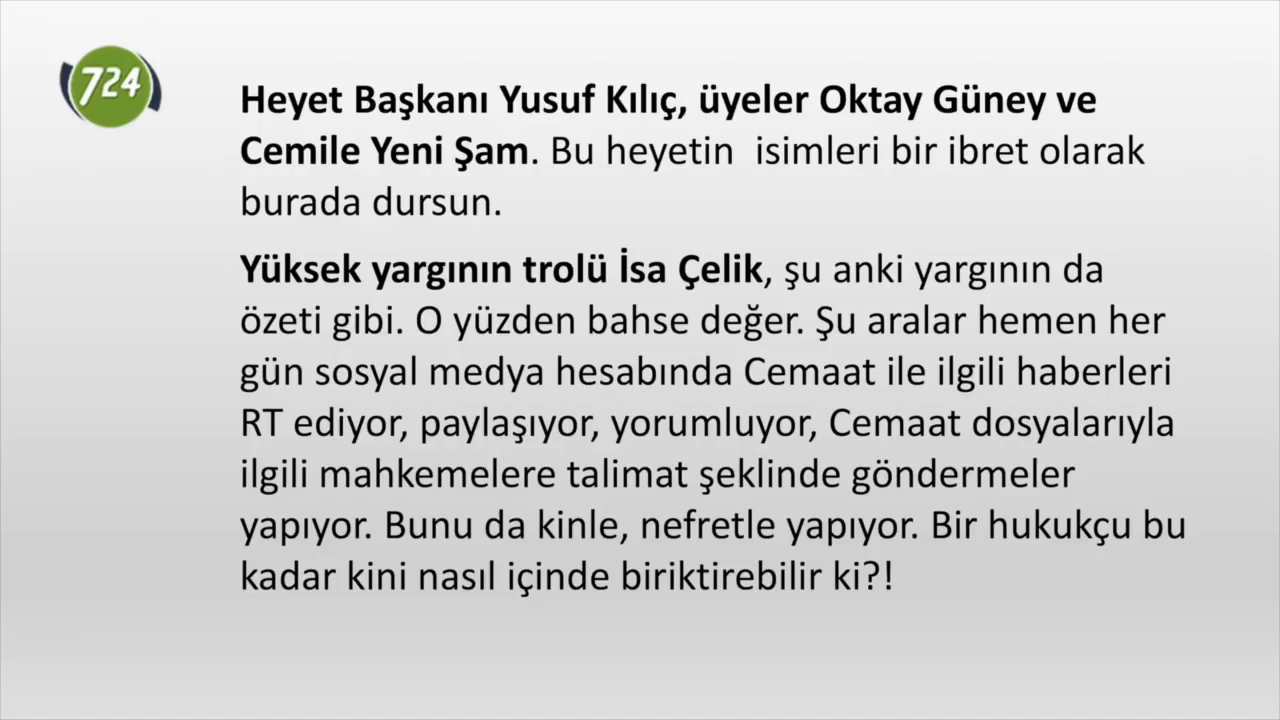 724
Heyet Başkanı Yusuf Kılıç, üyeler Oktay Güney ve
Cemile Yeni Şam. Bu heyetin  isimleri bir ibret olarak
burada dursun.
Yüksek yargının trolü İsa Çelik, şu anki yargının da
özeti gibi. O yüzden bahse değer. Şu aralar hemen her
gün sosyal medya hesabında Cemaat ile ilgili haberleri
RT ediyor, paylaşıyor, yorumluyor, Cemaat dosyalarıyla
ilgili mahkemelere talimat şeklinde göndermeler
yapıyor. Bunu da kinle, nefretle yapıyor. Bir hukukçu bu
kadar kini nasıl içinde biriktirebilir ki?!